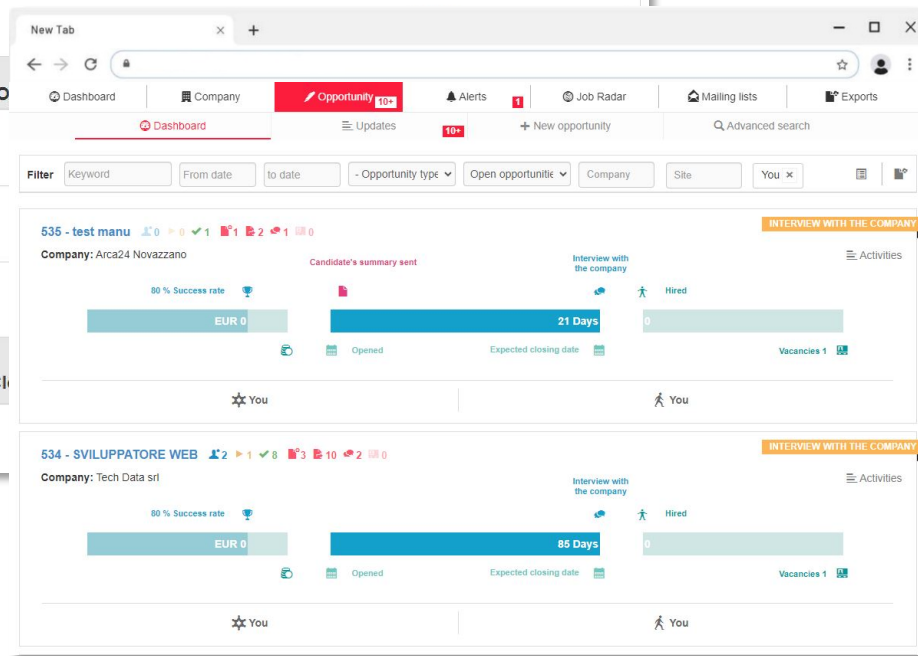 New Tab
Dashboard Company Opportunity 10+ Alerts 1 Job Radar Mailing lists Exports
Dashboard Updates 10+ + New opportunity Advanced search
Filter Keyword From date to date - Opportunity type Open opportunitie Company Site You ×
INTERVIEW WITH THE COMPANY
535 - test manu 0 0 1 1 2 1 0
Company: Arca24 Novazzano
Activities
Candidate's summary sent
Interview with
the company
80 % Success rate
Hired
EUR 0 21 Days 0
Opened Expected closing date Vacancies 1
You You
INTERVIEW WITH THE COMPANY
534 - SVILUPPATORE WEB 2 1 8 3 10 2 0
Company: Tech Data srl
Activities
Interview with
the company
80 % Success rate
Hired
EUR 0 85 Days 0
Opened Expected closing date Vacancies 1
You You